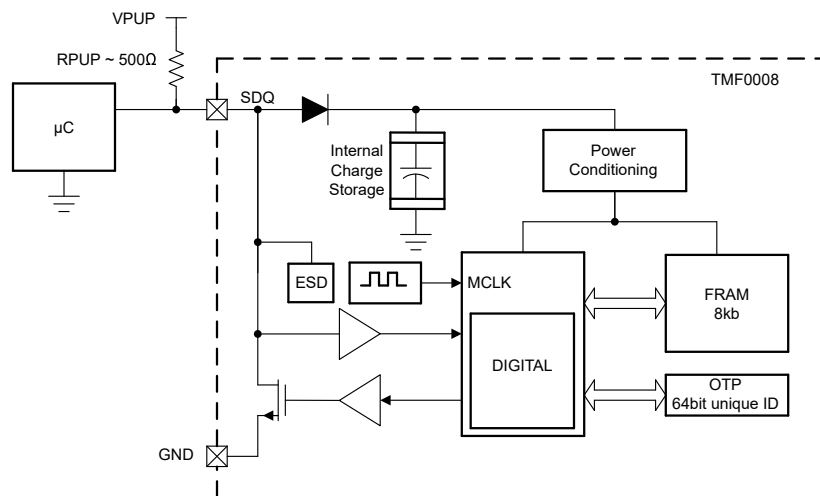 VPUP
RPUP ~ 500Ω
TMF0008
SDQ
µC
Internal
Charge
Storage
Power
Conditioning
ESD
MCLK
FRAM
8kb
DIGITAL
OTP
64bit unique ID
GND